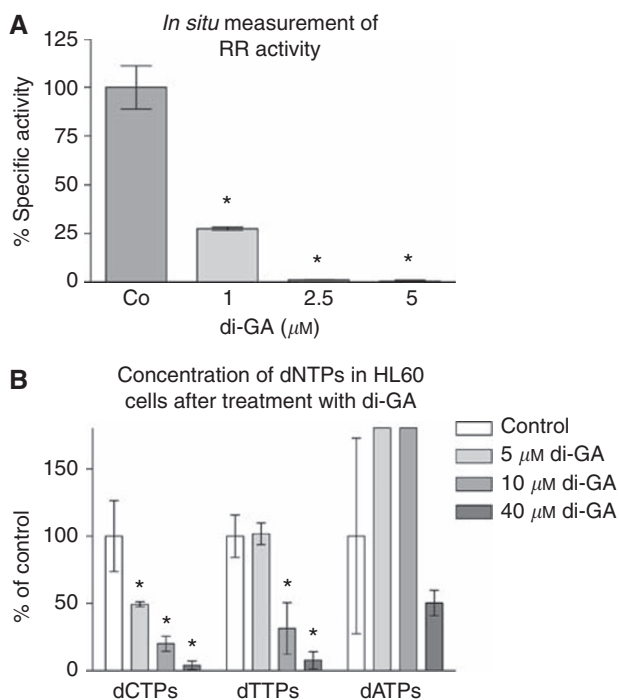 A
In situ measurement of
RR activity
125
100
75
50
25
0
% Specific activity
*
*
*
Co 1 2.5 5
di-GA (μM)
B
Concentration of dNTPs in HL60
cells after treatment with di-GA
Control
5 μM di-GA
10 μM di-GA
40 μM di-GA
150
100
50
0
% of control
*
*
*
*
*
dCTPs dTTPs dATPs